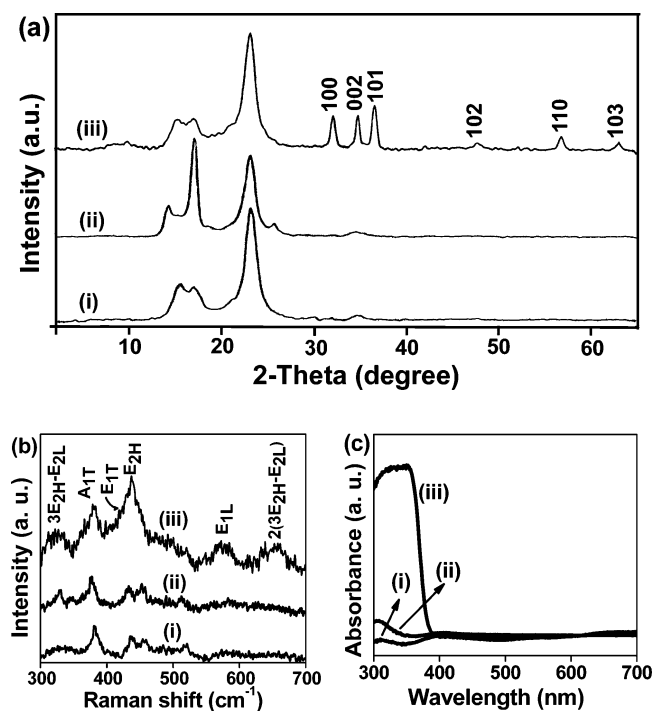 (a)
Intensity (a.u.)
(iii)
100
002
101
102
110
103
(ii)
(i)
10 20 30 40 50 60
2-Theta (degree)
(b)
Intensity (a. u.)
3E2H-E2L
A1T
E1T
E2H
(iii)
E1L
2(3E2H-E2L)
(ii)
(i)
300 400 500 600 700
Raman shift (cm-1)
(c)
Absorbance (a. u.)
(iii)
(i)
(ii)
300 400 500 600 700
Wavelength (nm)